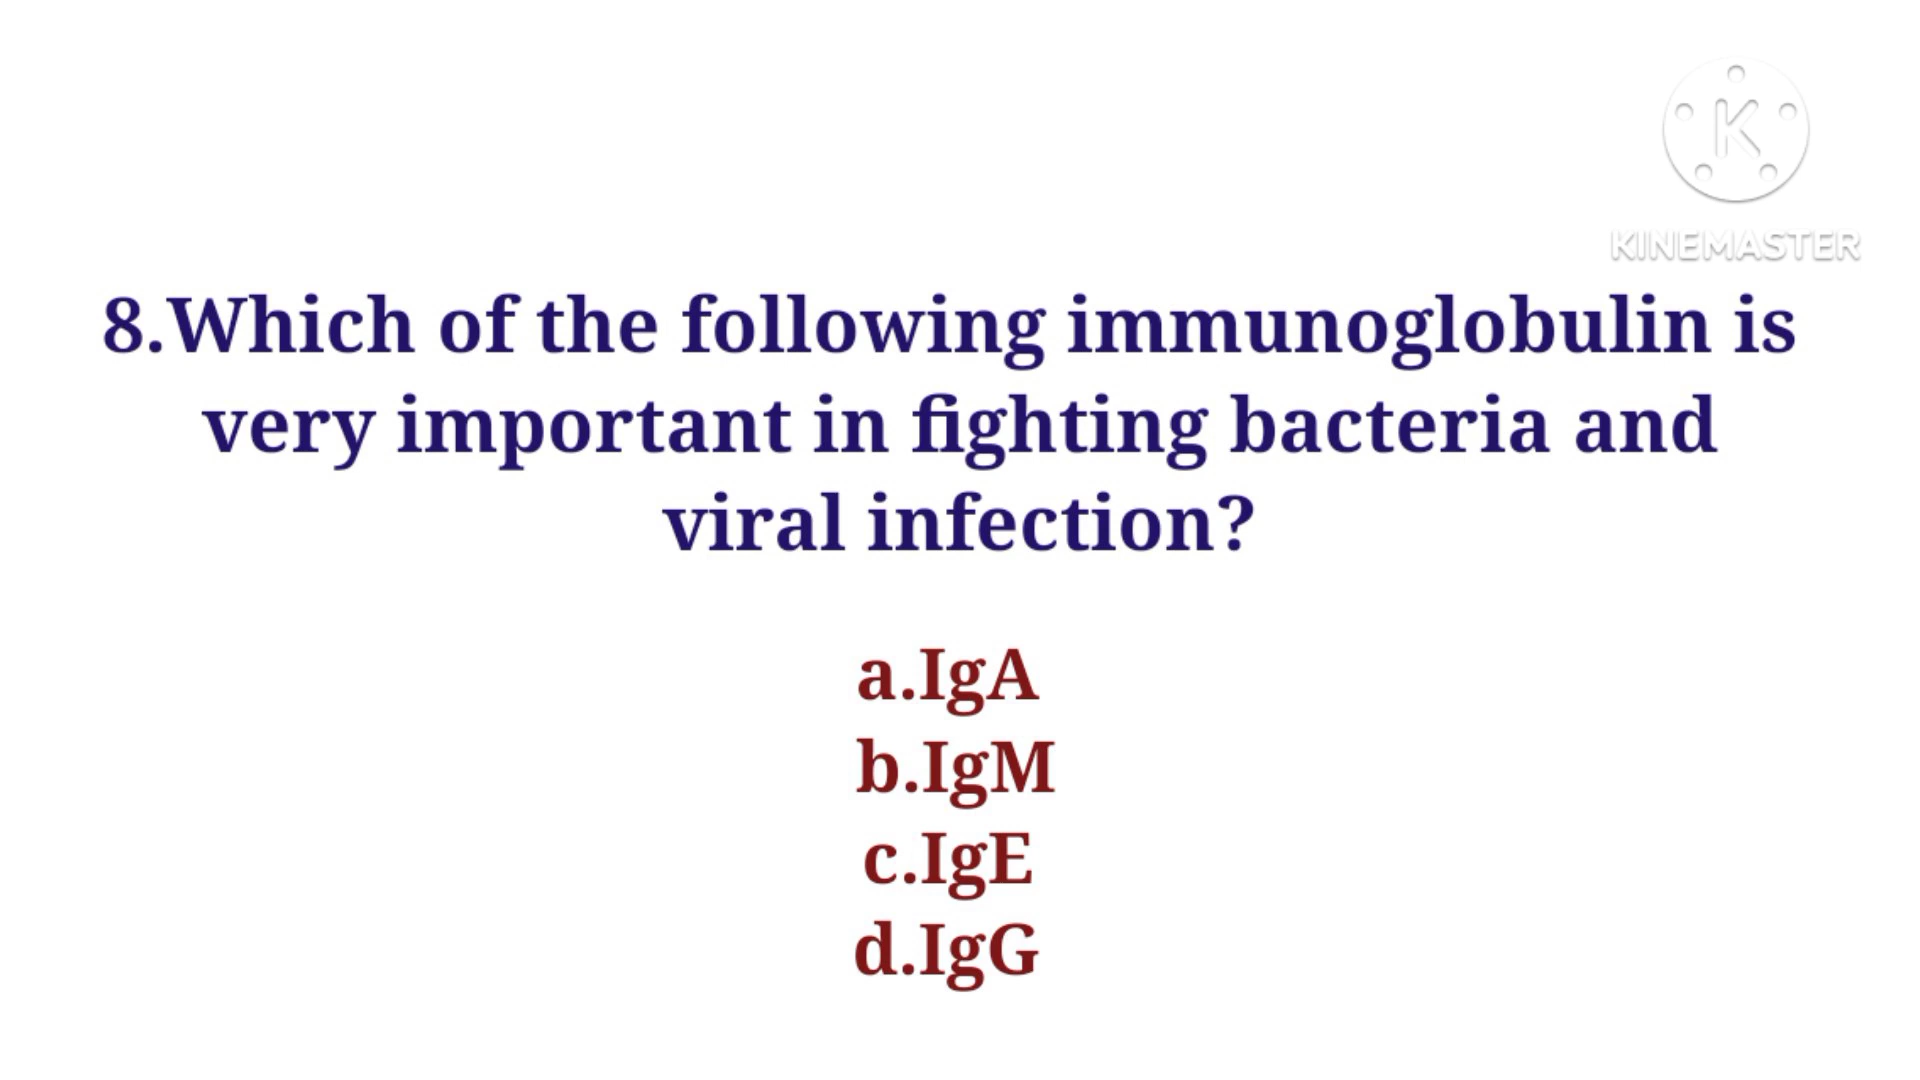 K
KINEMASTER
8.Which of the following immunoglobulin is
very important in fighting bacteria and
viral infection?
a.IgA
b.IgM
c.IgE
d.IgG